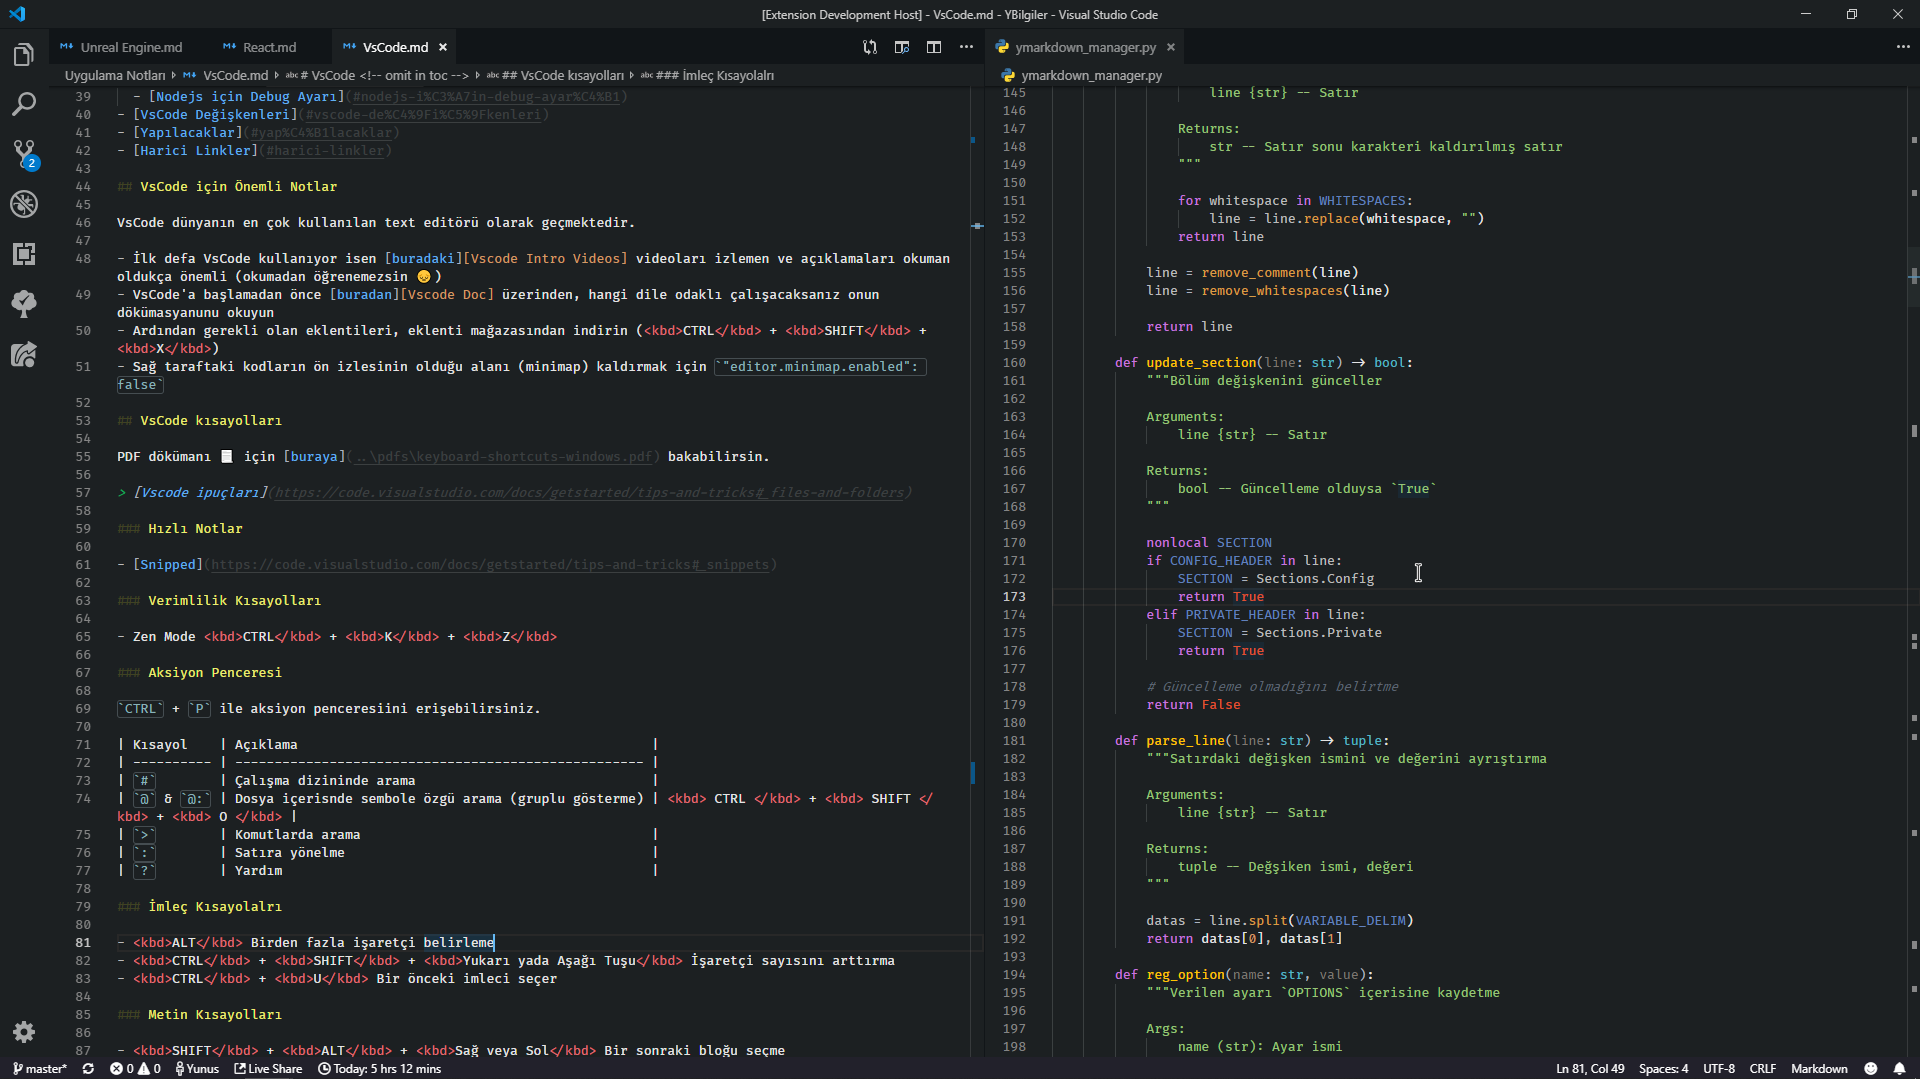 [Extension Development Host] - VsCode.md - YBilgiler - Visual Studio Code
Unreal Engine.md
React.md
VsCode.md
Uygulama Notları
VsCode.md
# VsCode <!-- omit in toc -->
## VsCode kısayolları
### İmleç Kısayolalrı
39 - [Nodejs için Debug Ayarı](#nodejs-i%C3%A7in-debug-ayar%C4%B1)
40 - [VsCode Değişkenleri](#vscode-de%C4%9Fi%C5%9Fkenleri)
41 - [Yapılacaklar](#yap%C4%B1lacaklar)
42 - [Harici Linkler](#harici-linkler)
43
44 ## VsCode için Önemli Notlar
45
46 VsCode dünyanın en çok kullanılan text editörü olarak geçmektedir.
47
48 - İlk defa VsCode kullanıyor isen [buradaki][Vscode Intro Videos] videoları izlemen ve açıklamaları okuman
oldukça önemli (okumadan öğrenemezsin 😞)
49 - VsCode'a başlamadan önce [buradan][Vscode Doc] üzerinden, hangi dile odaklı çalışacaksanız onun
dökümasyanunu okuyun
50 - Ardından gerekli olan eklentileri, eklenti mağazasından indirin (<kbd>CTRL</kbd> + <kbd>SHIFT</kbd> +
<kbd>X</kbd>)
51 - Sağ taraftaki kodların ön izlesinin olduğu alanı (minimap) kaldırmak için `"editor.minimap.enabled":
false`
52
53 ## VsCode kısayolları
54
55 PDF dökümanı 📃 için [buraya](..\pdfs\keyboard-shortcuts-windows.pdf) bakabilirsin.
56
57 > [Vscode ipuçları](https://code.visualstudio.com/docs/getstarted/tips-and-tricks#_files-and-folders)
58
59 ### Hızlı Notlar
60
61 - [Snipped](https://code.visualstudio.com/docs/getstarted/tips-and-tricks#_snippets)
62
63 ### Verimlilik Kısayolları
64
65 - Zen Mode <kbd>CTRL</kbd> + <kbd>K</kbd> + <kbd>Z</kbd>
66
67 ### Aksiyon Penceresi
68
69 `CTRL` + `P` ile aksiyon penceresiini erişebilirsiniz.
70
71 | Kısayol | Açıklama |
72 | ---------- | ---------------------------------------------------- |
73 | `#` | Çalışma dizininde arama |
74 | `@` & `@:` | Dosya içerisnde sembole özgü arama (gruplu gösterme) | <kbd> CTRL </kbd> + <kbd> SHIFT </
kbd> + <kbd> O </kbd> |
75 | `>` | Komutlarda arama |
76 | `:` | Satıra yönelme |
77 | `?` | Yardım |
78
79 ### İmleç Kısayolalrı
80
81 - <kbd>ALT</kbd> Birden fazla işaretçi belirleme
82 - <kbd>CTRL</kbd> + <kbd>SHIFT</kbd> + <kbd>Yukarı yada Aşağı Tuşu</kbd> İşaretçi sayısını arttırma
83 - <kbd>CTRL</kbd> + <kbd>U</kbd> Bir önceki imleci seçer
84
85 ### Metin Kısayolları
86
87 - <kbd>SHIFT</kbd> + <kbd>ALT</kbd> + <kbd>Sağ veya Sol</kbd> Bir sonraki bloğu seçme
ymarkdown_manager.py
ymarkdown_manager.py
145 line {str} -- Satır
146
147 Returns:
148 str -- Satır sonu karakteri kaldırılmış satır
149 """
150
151 for whitespace in WHITESPACES:
152 line = line.replace(whitespace, "")
153 return line
154
155 line = remove_comment(line)
156 line = remove_whitespaces(line)
157
158 return line
159
160 def update_section(line: str) -> bool:
161 """Bölüm değişkenini günceller
162
163 Arguments:
164 line {str} -- Satır
165
166 Returns:
167 bool -- Güncelleme olduysa `True`
168 """
169
170 nonlocal SECTION
171 if CONFIG_HEADER in line:
172 SECTION = Sections.Config
173 return True
174 elif PRIVATE_HEADER in line:
175 SECTION = Sections.Private
176 return True
177
178 # Güncelleme olmadığını belirtme
179 return False
180
181 def parse_line(line: str) -> tuple:
182 """Satırdaki değişken ismini ve değerini ayrıştırma
183
184 Arguments:
185 line {str} -- Satır
186
187 Returns:
188 tuple -- Değşiken ismi, değeri
189 """
190
191 datas = line.split(VARIABLE_DELIM)
192 return datas[0], datas[1]
193
194 def reg_option(name: str, value):
195 """Verilen ayarı `OPTIONS` içerisine kaydetme
196
197 Args:
198 name (str): Ayar ismi
2
master* 0 0 Yunus Live Share Today: 5 hrs 12 mins
Ln 81, Col 49 Spaces: 4 UTF-8 CRLF Markdown